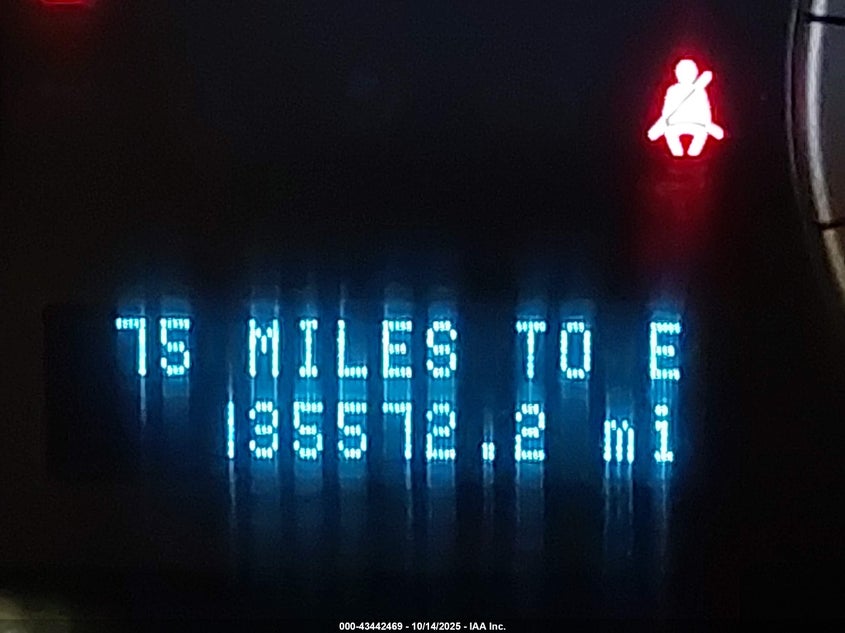 75 MILES TO E
135572.2 mi
000-43442469 - 10/14/2025 - IAA Inc.